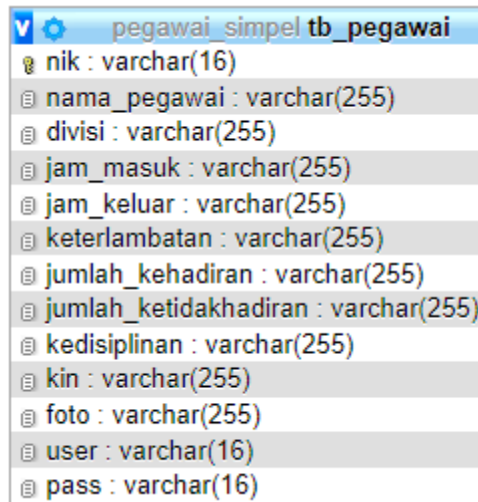 v pegawai_simpel tb_pegawai
nik : varchar(16)
nama_pegawai : varchar(255)
divisi : varchar(255)
jam_masuk : varchar(255)
jam_keluar : varchar(255)
keterlambatan : varchar(255)
jumlah_kehadiran : varchar(255)
jumlah_ketidakhadiran : varchar(255)
kedisiplinan : varchar(255)
kin : varchar(255)
foto : varchar(255)
user : varchar(16)
pass : varchar(16)